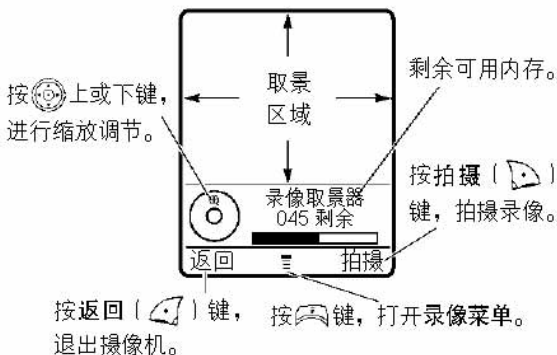 取景
区域
剩余可用内存。
按上或下键，
进行缩放调节。
按拍摄（）
键，拍摄录像。
录像取景器
045 剩余
返回
拍摄
按返回（）键，
退出摄像机。
按键，打开录像菜单。